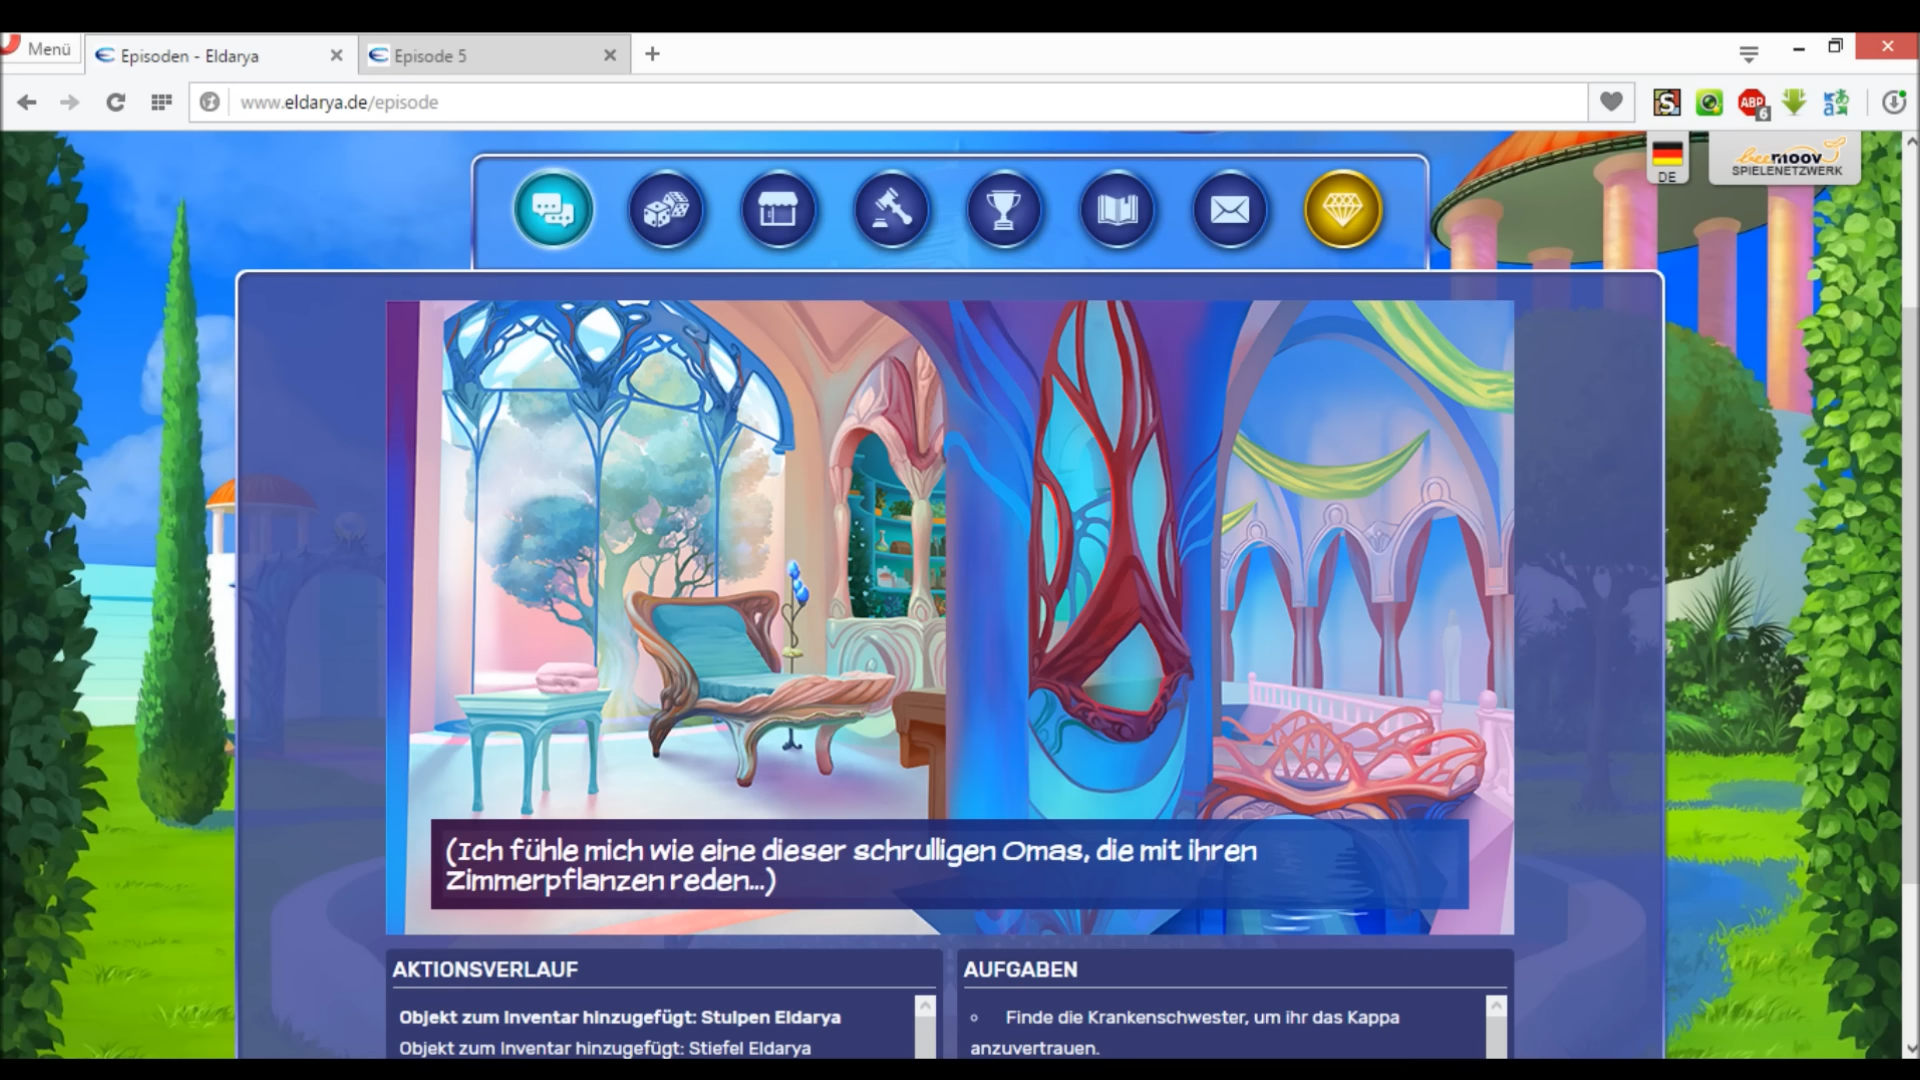 Menü
Episoden - Eldarya
Episode 5
www.eldarya.de/episode
ABP
6
DE
beemoov
SPIELENETZWERK
(Ich fühle mich wie eine dieser schrulligen Omas, die mit ihren
Zimmerpflanzen reden...)
AKTIONSVERLAUF
Objekt zum Inventar hinzugefügt: Stulpen Eldarya
Objekt zum Inventar hinzugefügt: Stiefel Eldarya
AUFGABEN
Finde die Krankenschwester, um ihr das Kappa
anzuvertrauen.